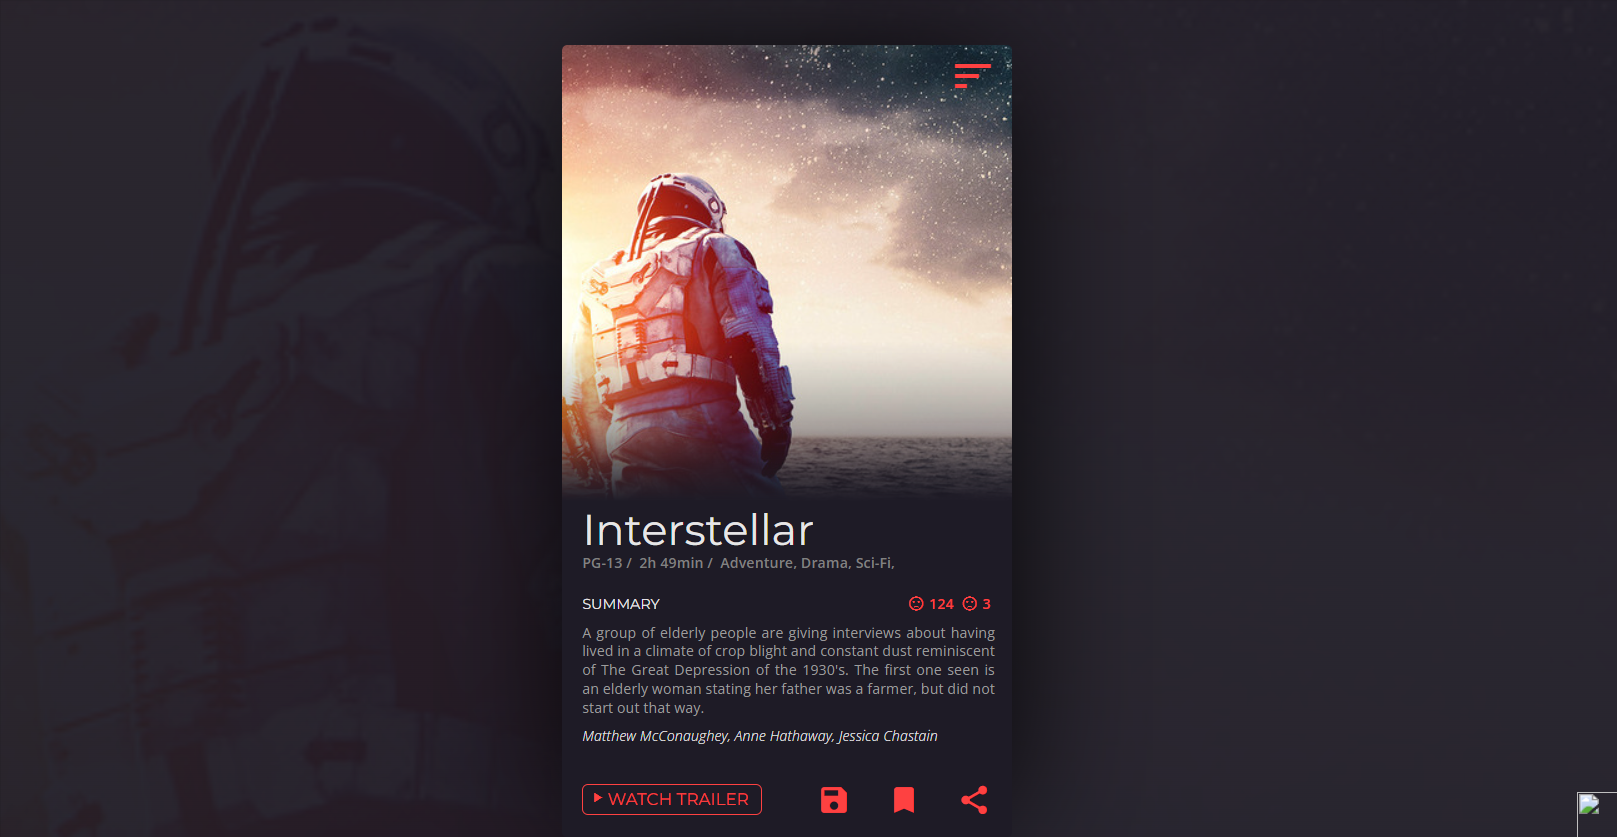 Interstellar
PG-13 / 2h 49min / Adventure, Drama, Sci-Fi,
SUMMARY 124 3
A group of elderly people are giving interviews about having
lived in a climate of crop blight and constant dust reminiscent
of The Great Depression of the 1930's. The first one seen is
an elderly woman stating her father was a farmer, but did not
start out that way.
Matthew McConaughey, Anne Hathaway, Jessica Chastain
WATCH TRAILER